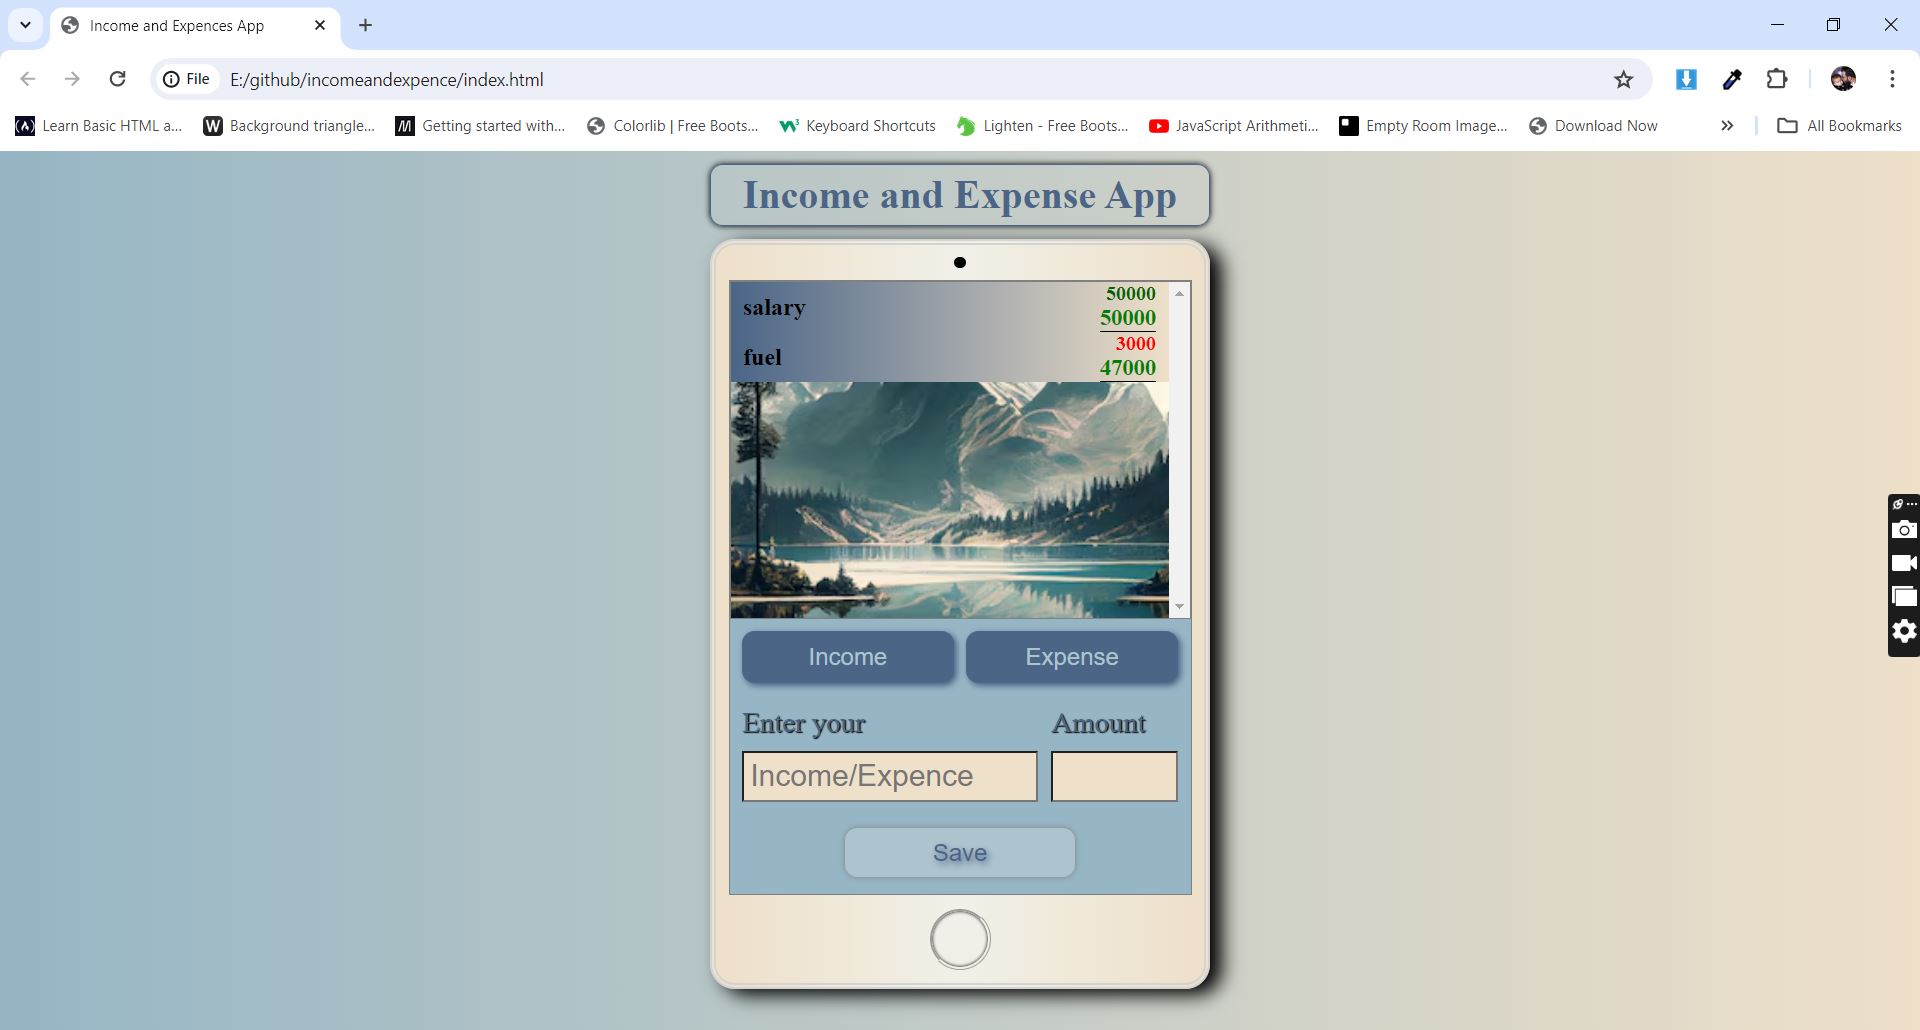 Income and Expences App
File E:/github/incomeandexpence/index.html
Learn Basic HTML a... Background triangle... Getting started with... Colorlib | Free Boots... Keyboard Shortcuts Lighten - Free Boots... JavaScript Arithmeti... Empty Room Image... Download Now » All Bookmarks
Income and Expense App
salary 50000
50000
fuel 3000
47000
Income Expense
Enter your Amount
Income/Expence
Save